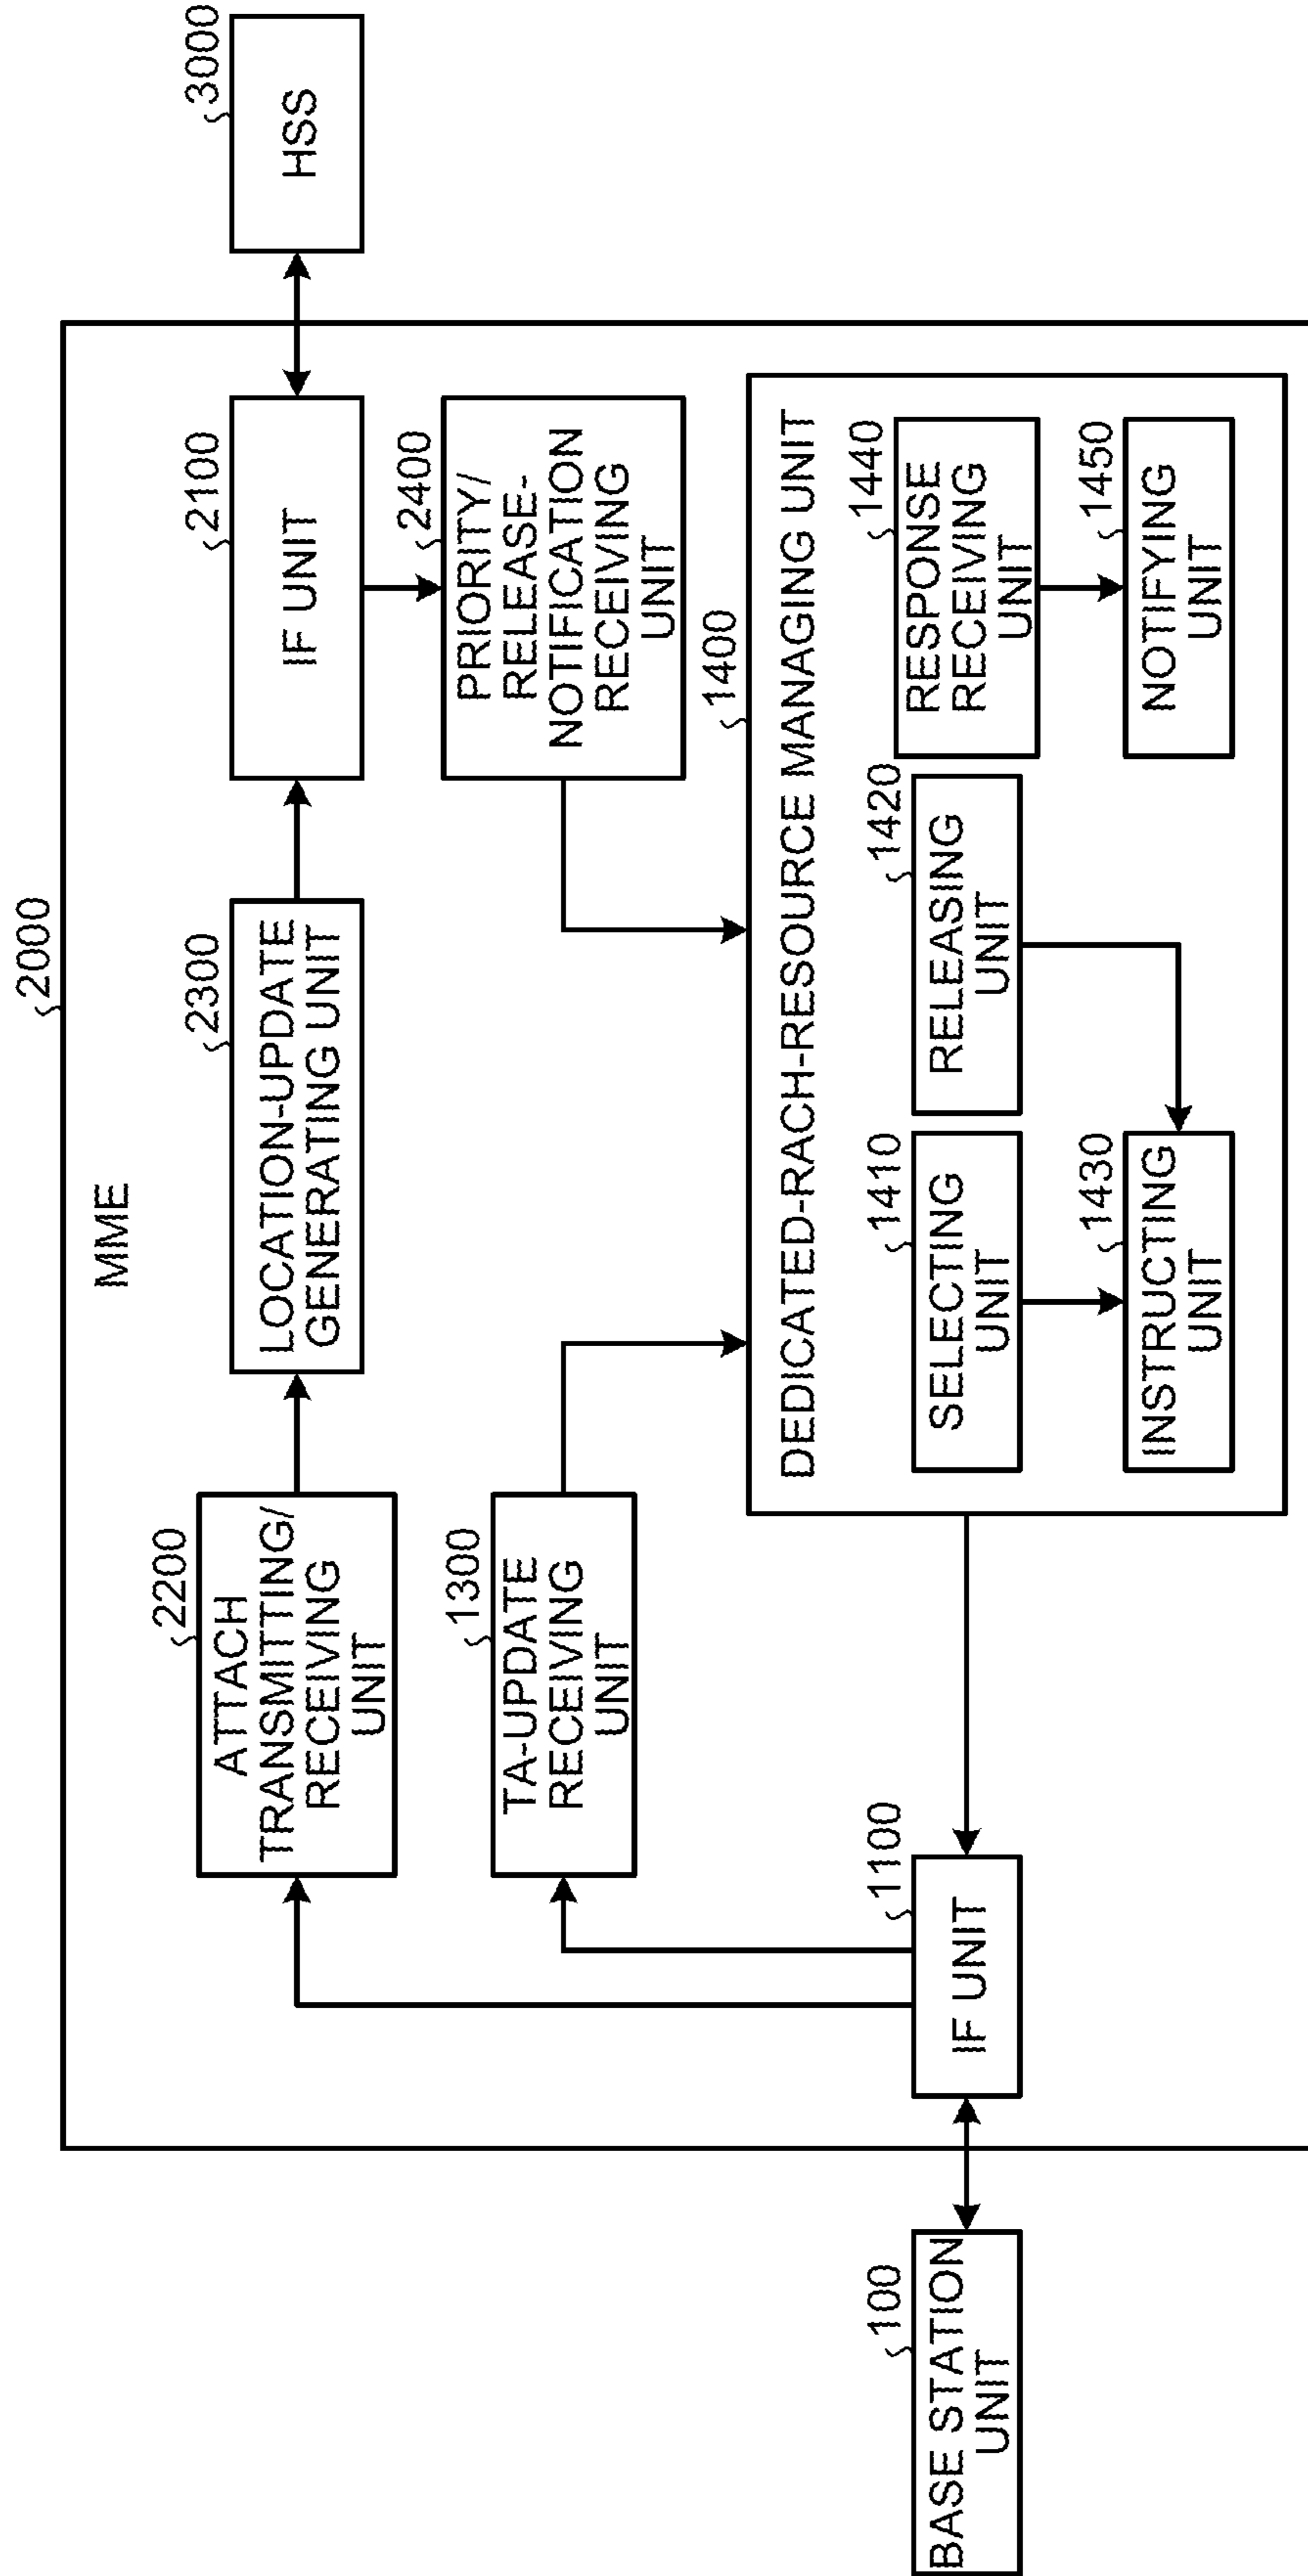 2000
MME
2200
ATTACH
TRANSMITTING/
RECEIVING
UNIT
2300
LOCATION-UPDATE
GENERATING UNIT
2100
IF UNIT
3000
HSS
1300
TA-UPDATE
RECEIVING
UNIT
2400
PRIORITY/
RELEASE-
NOTIFICATION
RECEIVING
UNIT
1400
DEDICATED-RACH-RESOURCE MANAGING UNIT
1410
SELECTING
UNIT
1420
RELEASING
UNIT
1440
RESPONSE
RECEIVING
UNIT
1430
INSTRUCTING
UNIT
1450
NOTIFYING
UNIT
100
BASE STATION
UNIT
1100
IF UNIT